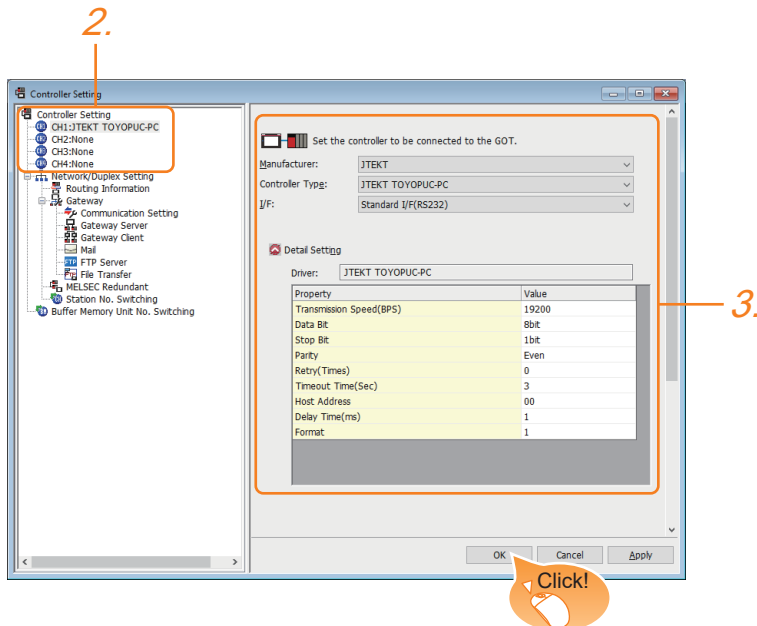 2.
Controller Setting
Controller Setting
CH1:JTEKT TOYOPUC-PC
CH2:None
CH3:None
CH4:None
Network/Duplex Setting
Routing Information
Gateway
Communication Setting
Gateway Server
Gateway Client
Mail
FTP FTP Server
File Transfer
MELSEC Redundant
Station No. Switching
Buffer Memory Unit No. Switching
Set the controller to be connected to the GOT.
Manufacturer: JTEKT
Controller Type: JTEKT TOYOPUC-PC
I/F: Standard I/F(RS232)
Detail Setting
Driver: JTEKT TOYOPUC-PC
Property Value
Transmission Speed(BPS) 19200
Data Bit 8bit
Stop Bit 1bit
Parity Even
Retry(Times) 0
Timeout Time(Sec) 3
Host Address 00
Delay Time(ms) 1
Format 1
3.
OK Cancel Apply
Click!